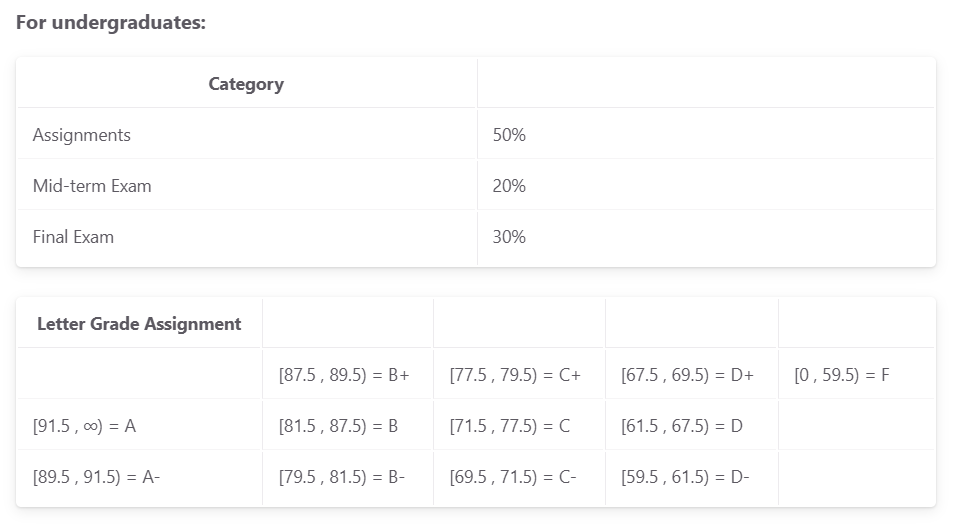 For undergraduates:
Category
Assignments 50%
Mid-term Exam 20%
Final Exam 30%
Letter Grade Assignment
[87.5 , 89.5) = B+ [77.5 , 79.5) = C+ [67.5 , 69.5) = D+ [0 , 59.5) = F
[91.5 , ∞) = A [81.5 , 87.5) = B [71.5 , 77.5) = C [61.5 , 67.5) = D
[89.5 , 91.5) = A- [79.5 , 81.5) = B- [69.5 , 71.5) = C- [59.5 , 61.5) = D-